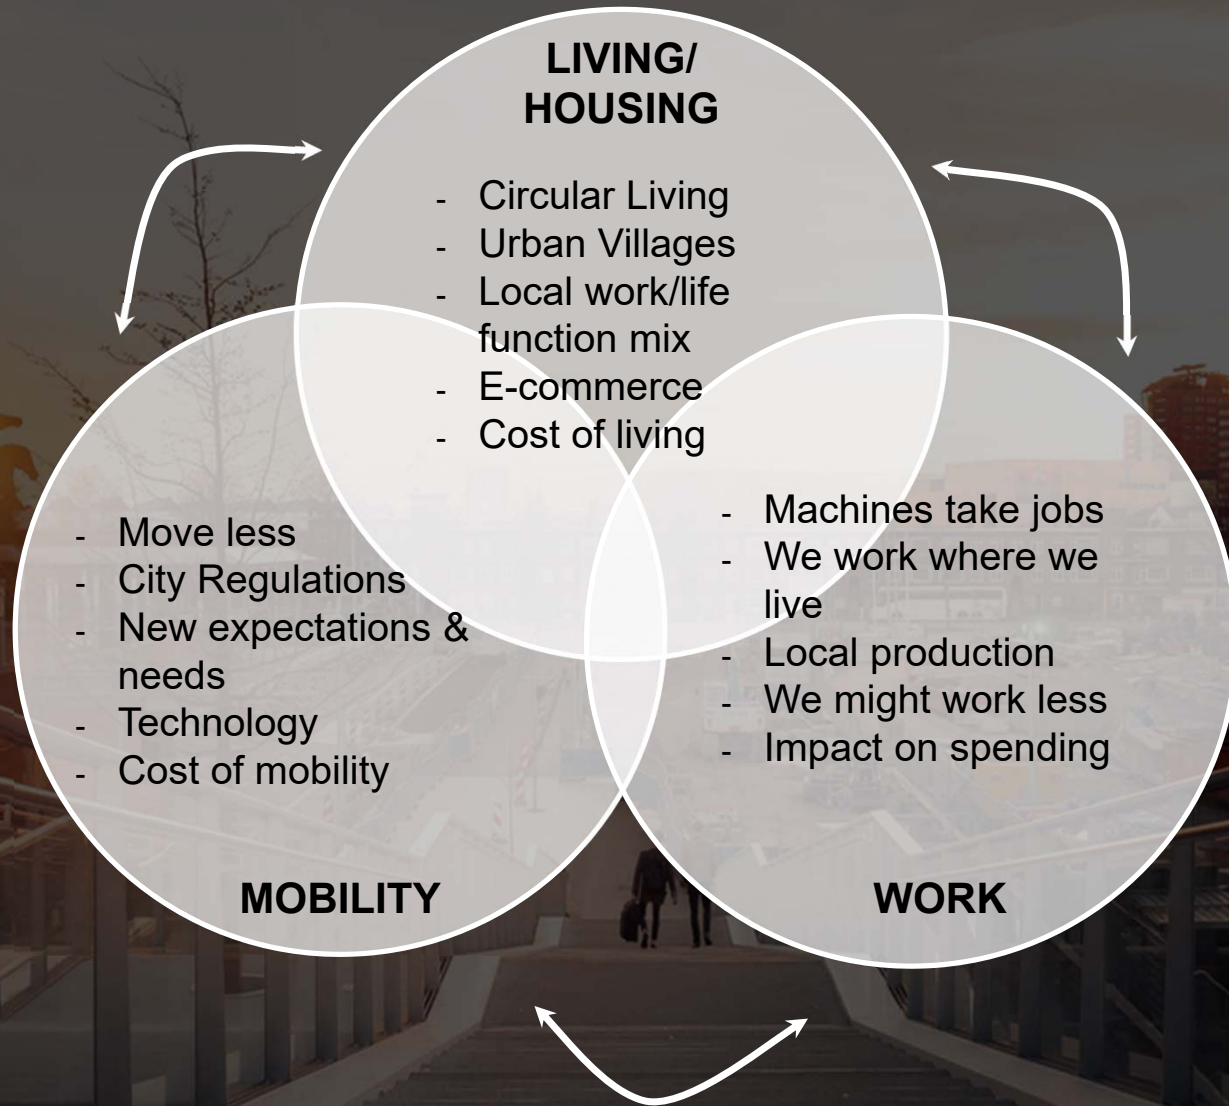 LIVING/
HOUSING
- Circular Living
- Urban Villages
- Local work/life
function mix
- E-commerce
- Cost of living
- Move less
- City Regulations
- New expectations &
needs
- Technology
- Cost of mobility
MOBILITY
- Machines take jobs
- We work where we
live
- Local production
- We might work less
- Impact on spending
WORK